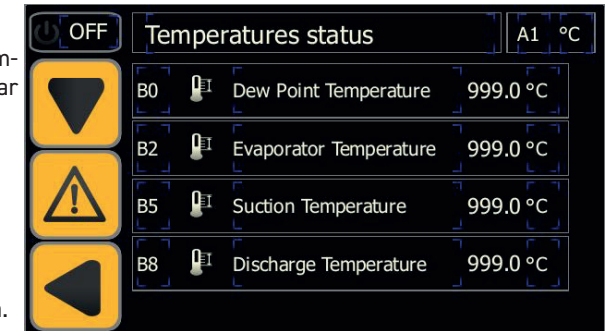 OFF Temperatures status A1 °C
B0 Dew Point Temperature 999.0 °C
B2 Evaporator Temperature 999.0 °C
B5 Suction Temperature 999.0 °C
B8 Discharge Temperature 999.0 °C